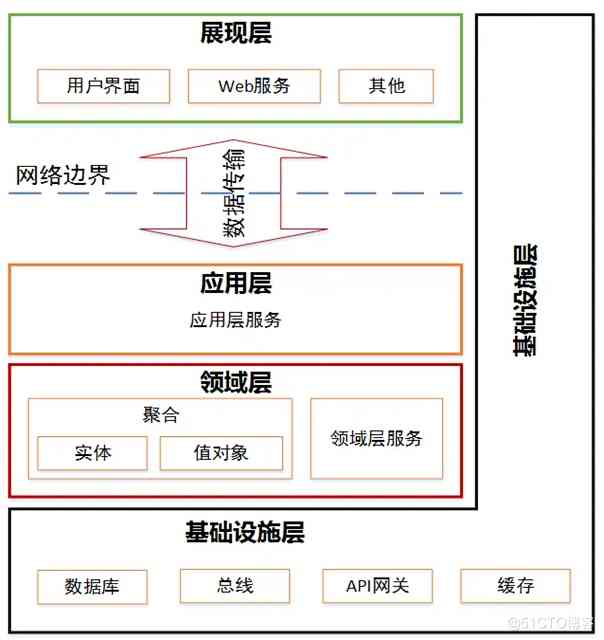 展现层
用户界面
Web服务
其他
网络边界
数据传输
应用层
应用层服务
基础设施层
领域层
聚合
实体
值对象
领域层服务
基础设施层
数据库
总线
API网关
缓存
@51CTO博客